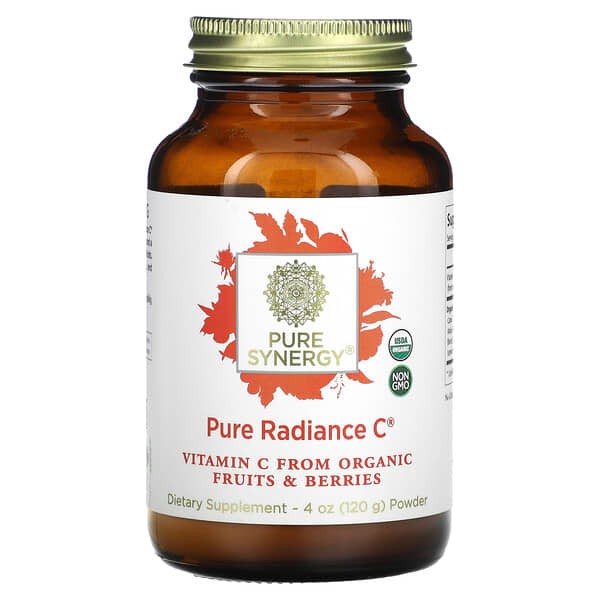 PURE
SYNERGY®
USDA
ORGANIC
NON
GMO
Pure Radiance C®
VITAMIN C FROM ORGANIC
FRUITS & BERRIES
Dietary Supplement - 4 oz (120 g) Powder